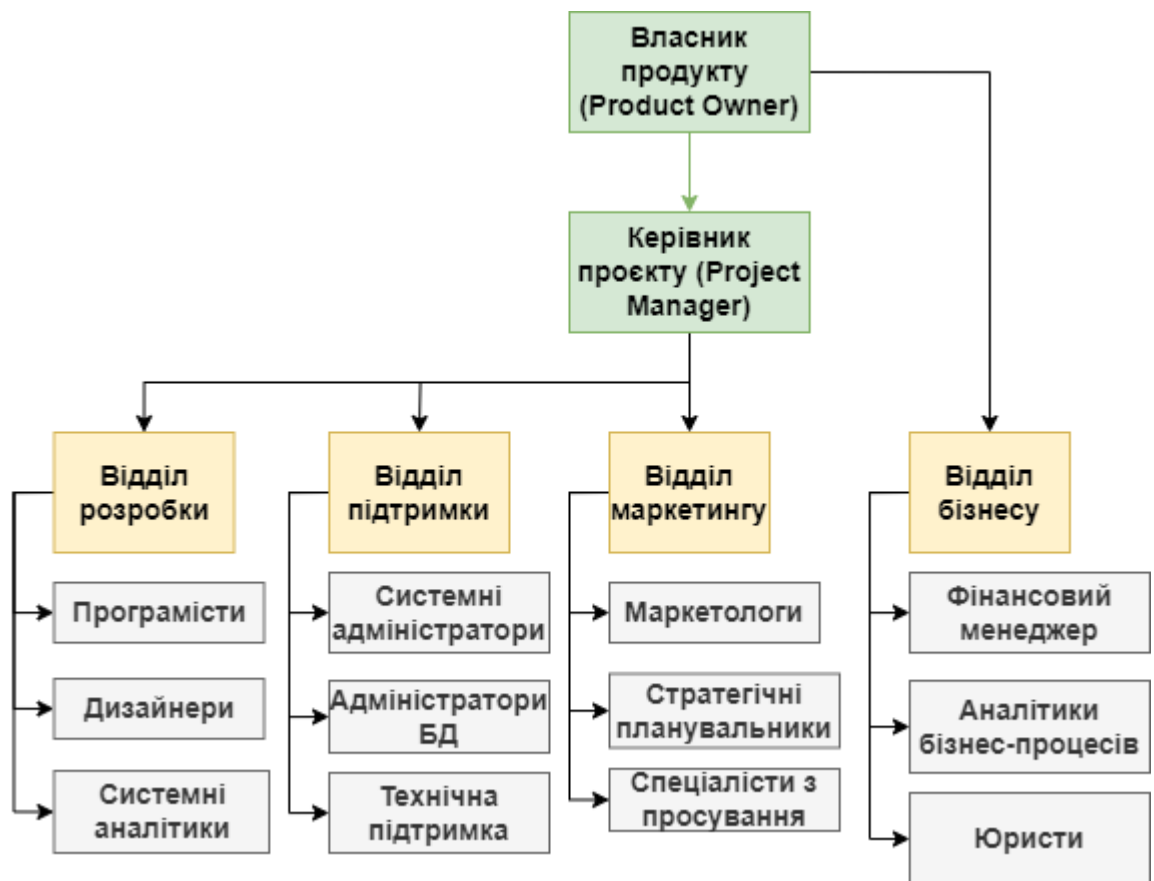 Власник
продукту
(Product Owner)
Керівник
проєкту (Project
Manager)
Відділ
розробки
Відділ
підтримки
Відділ
маркетингу
Відділ
бізнесу
Програмісти
Дизайнери
Системні
аналітики
Системні
адміністратори
Адміністратори
БД
Технічна
підтримка
Маркетологи
Стратегічні
планувальники
Спеціалісти з
просування
Фінансовий
менеджер
Аналітики
бізнес-процесів
Юристи